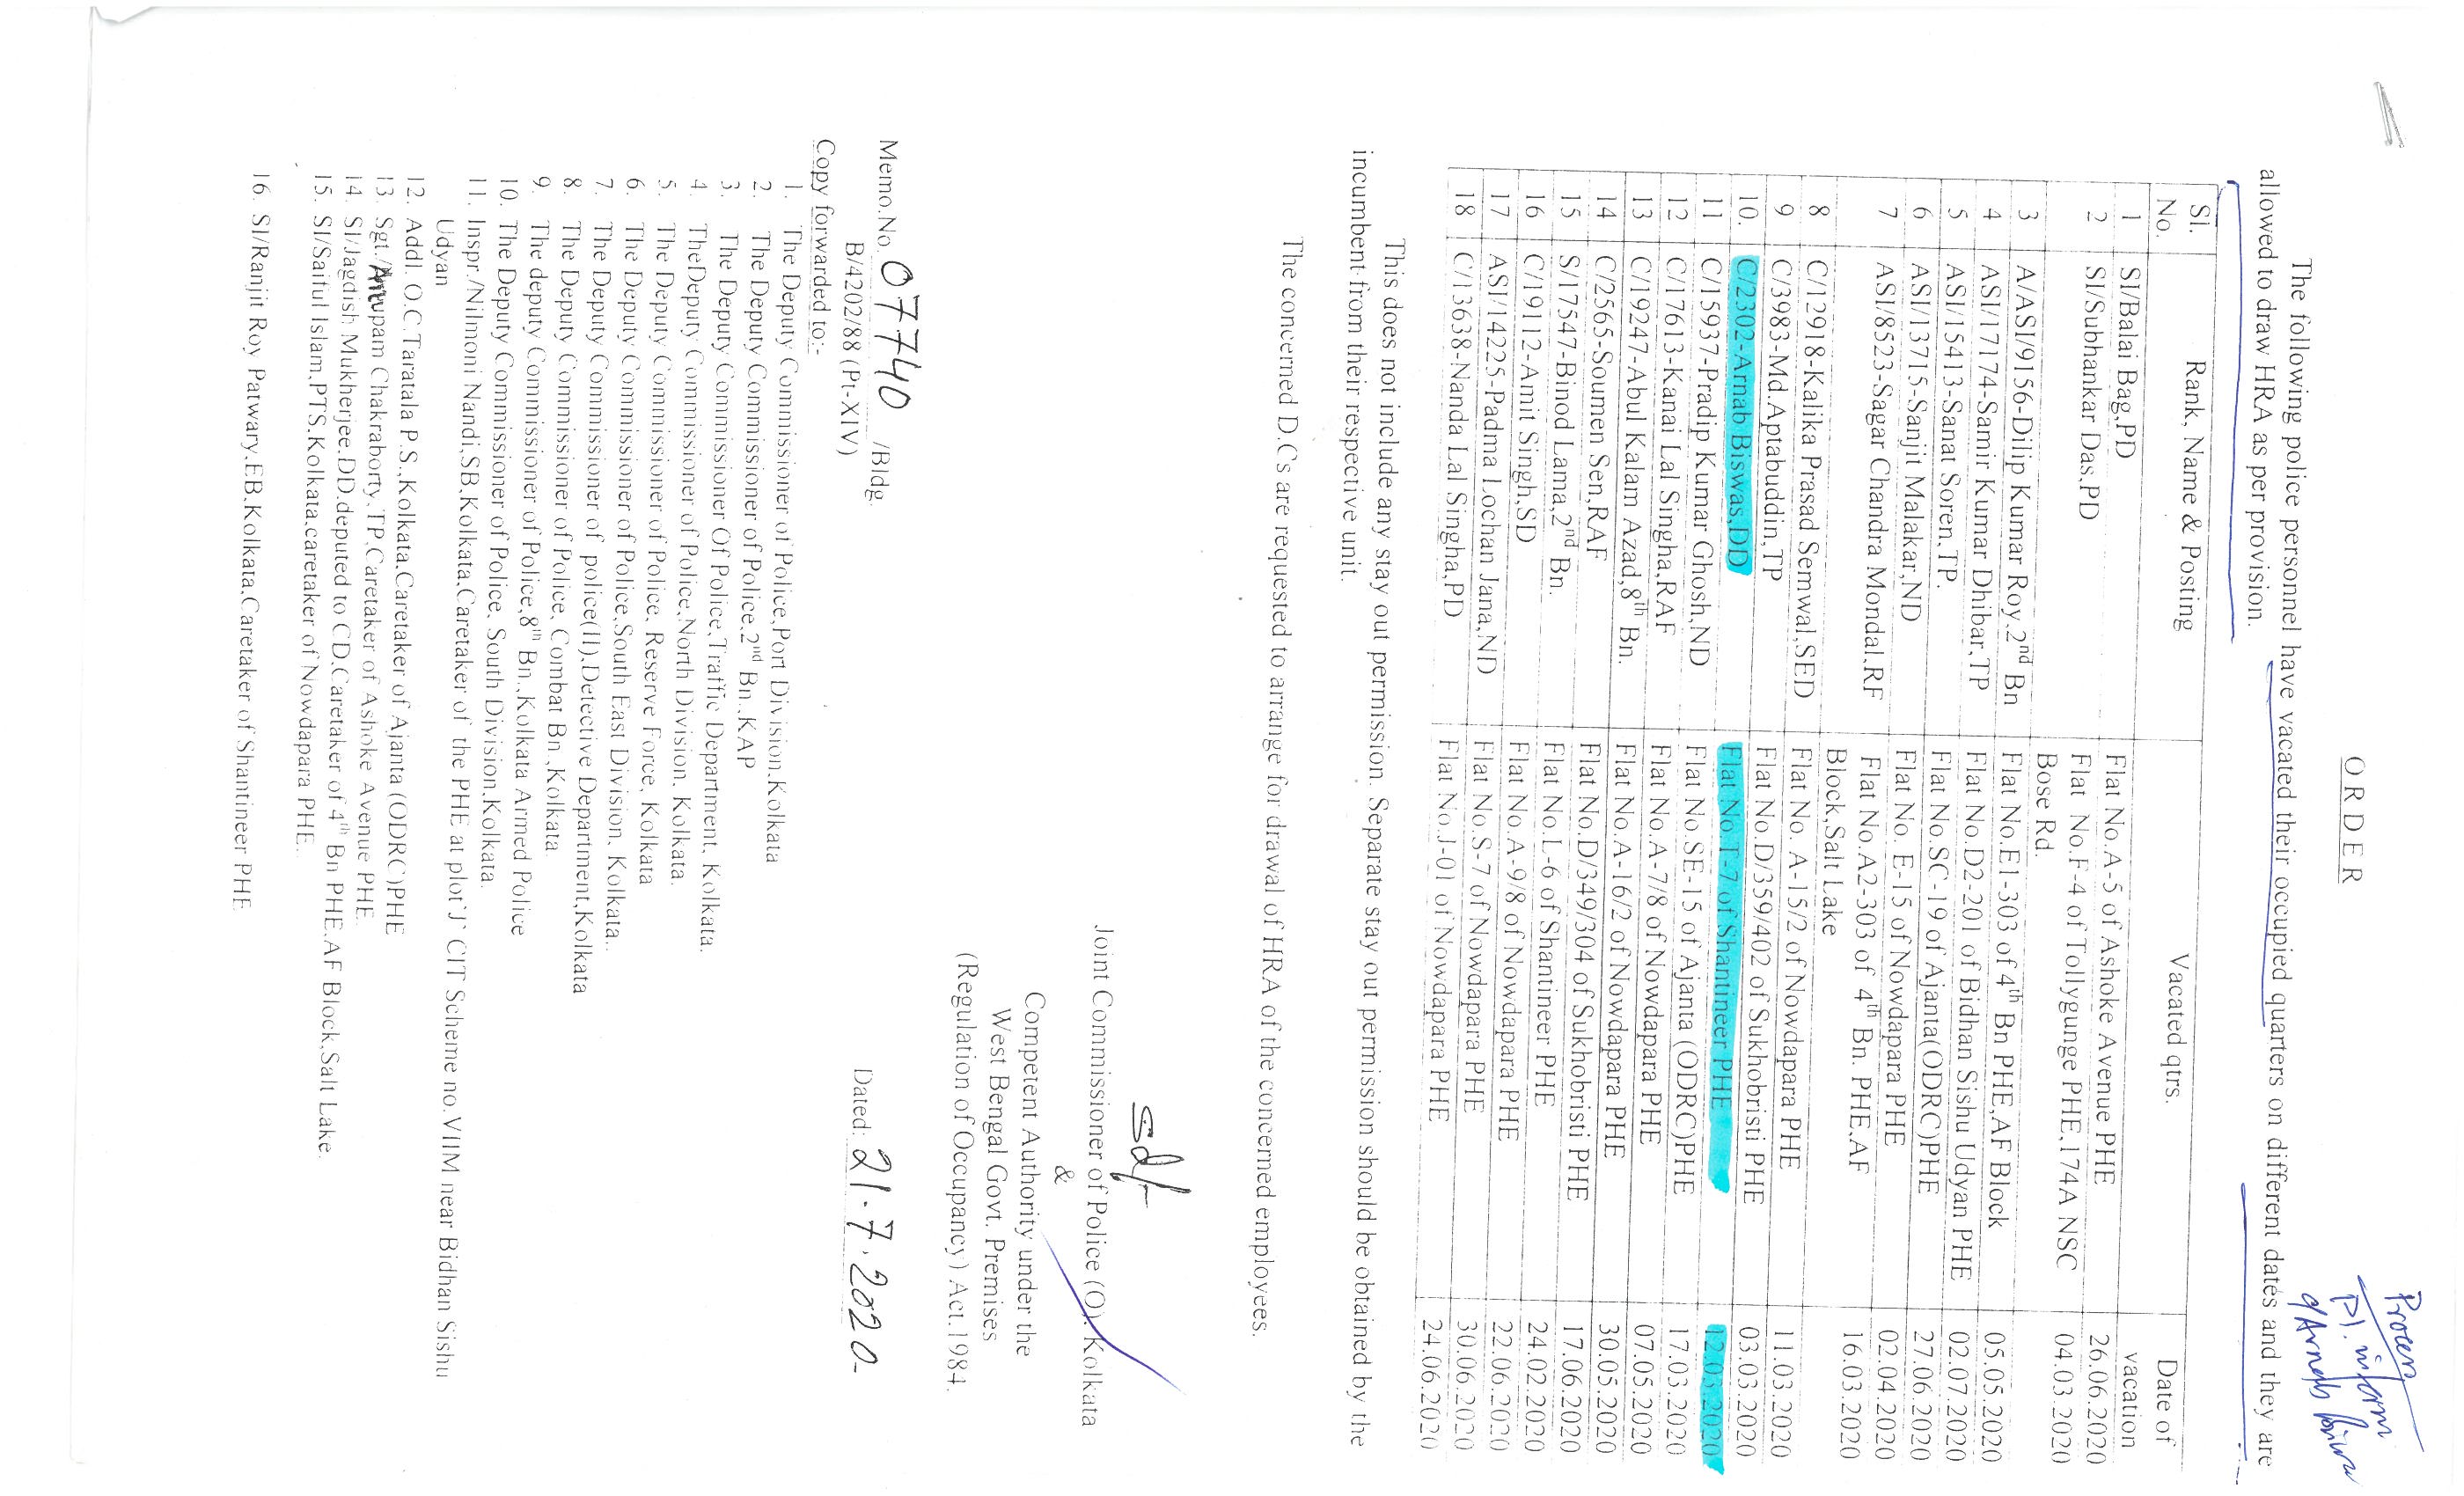 Process
Pl. inform
ORDER
The following police personnel have vacated their occupied quarters on different dates and they are
allowed to draw HRA as per provision.
Sl. No. Rank, Name & Posting Vacated qtrs. Date of vacation
1 SI/Balai Bag,PD Flat No.A-5 of Ashoke Avenue PHE 26.06.2020
2 SI/Subhankar Das,PD Flat No.F-4 of Tollygunge PHE,174A NSC 04.03.2020
Bose Rd.
3 A/ASI/9156-Dilip Kumar Roy,2nd Bn Flat No.E1-303 of 4th Bn PHE,AF Block 05.05.2020
4 ASI/17174-Samir Kumar Dhibar,TP Flat No.D2-201 of Bidhan Sishu Udyan PHE 02.07.2020
5 ASI/15413-Sanat Soren,TP. Flat No.SC-19 of Ajanta(ODRC)PHE 27.06.2020
6 ASI/13715-Sanjit Malakar,ND Flat No. E-15 of Nowdapara PHE 02.04.2020
7 ASI/8523-Sagar Chandra Mondal,RF Flat No.A2-303 of 4th Bn. PHE,AF 16.03.2020
Block,Salt Lake
8 C/12918-Kalika Prasad Semwal,SED Flat No. A-15/2 of Nowdapara PHE 11.03.2020
9 C/3983-Md.Aptabuddin,TP Flat No.D/359/402 of Sukhobristi PHE 03.03.2020
10. C/2302-Arnab Biswas,DD Flat No.T-7 of Shantineer PHE 12.03.2020
11 C/15937-Pradip Kumar Ghosh,ND Flat No.SE-15 of Ajanta (ODRC)PHE 17.03.2020
12 C/17613-Kanai Lal Singha,RAF Flat No.A-7/8 of Nowdapara PHE 07.05.2020
13 C/19247-Abul Kalam Azad,8th Bn. Flat No.A-16/2 of Nowdapara PHE 30.05.2020
14 C/2565-Soumen Sen,RAF Flat No.D/349/304 of Sukhobristi PHE 17.06.2020
15 S/17547-Binod Lama,2nd Bn. Flat No.L-6 of Shantineer PHE 24.02.2020
16 C/19112-Amit Singh,SD Flat No.A-9/8 of Nowdapara PHE 22.06.2020
17 ASI/14225-Padma Lochan Jana,ND Flat No.S-7 of Nowdapara PHE 30.06.2020
18 C/13638-Nanda Lal Singha,PD Flat No.J-01 of Nowdapara PHE 24.06.2020
This does not include any stay out permission. Separate stay out permission should be obtained by the
incumbent from their respective unit.
The concerned D.C's are requested to arrange for drawal of HRA of the concerned employees.
Sd/-
Joint Commissioner of Police (O), Kolkata
&
Competent Authority under the
West Bengal Govt. Premises
(Regulation of Occupancy) Act.1984.
Memo.No. 07740 /Bldg.
B/4202/88 (Pt-XIV)
Dated: 21.7.2020
Copy forwarded to:-
1. The Deputy Commissioner of Police,Port Division,Kolkata
2. The Deputy Commissioner of Police,2nd Bn.,KAP
3. The Deputy Commissioner Of Police,Traffic Department, Kolkata.
4. TheDeputy Commissioner of Police,North Division, Kolkata.
5. The Deputy Commissioner of Police, Reserve Force, Kolkata
6. The Deputy Commissioner of Police,South East Division, Kolkata..
7. The Deputy Commissioner of police(II),Detective Department,Kolkata
8. The Deputy Commissioner of Police, Combat Bn.,Kolkata
9. The deputy Commissioner of Police,8th Bn.,Kolkata Armed Police
10. The Deputy Commissioner of Police, South Division,Kolkata.
11. Inspr./Nilmoni Nandi,SB,Kolkata,Caretaker of the PHE at plot'J' CIT Scheme no.VIIM near Bidhan Sishu
Udyan
12. Addl. O.C.Taratala P.S.,Kolkata,Caretaker of Ajanta (ODRC)PHE
13. Sgt./Anupam Chakraborty,TP,Caretaker of Ashoke Avenue PHE.
14. SI/Jagdish Mukherjee,DD,deputed to CD,Caretaker of 4th Bn PHE,AF Block,Salt Lake.
15. SI/Saiful Islam,PTS,Kolkata,caretaker of Nowdapara PHE.
16. SI/Ranjit Roy Patwary,EB,Kolkata,Caretaker of Shantineer PHE